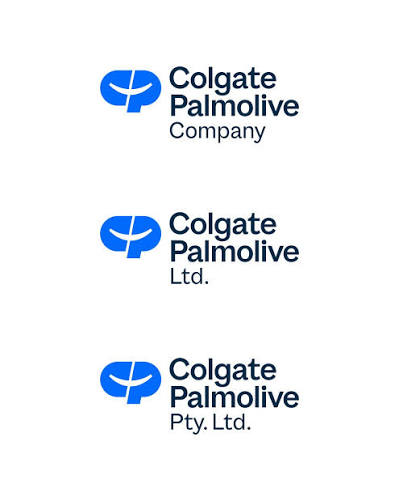 Colgate
Palmolive
Company
Colgate
Palmolive
Ltd.
Colgate
Palmolive
Pty. Ltd.